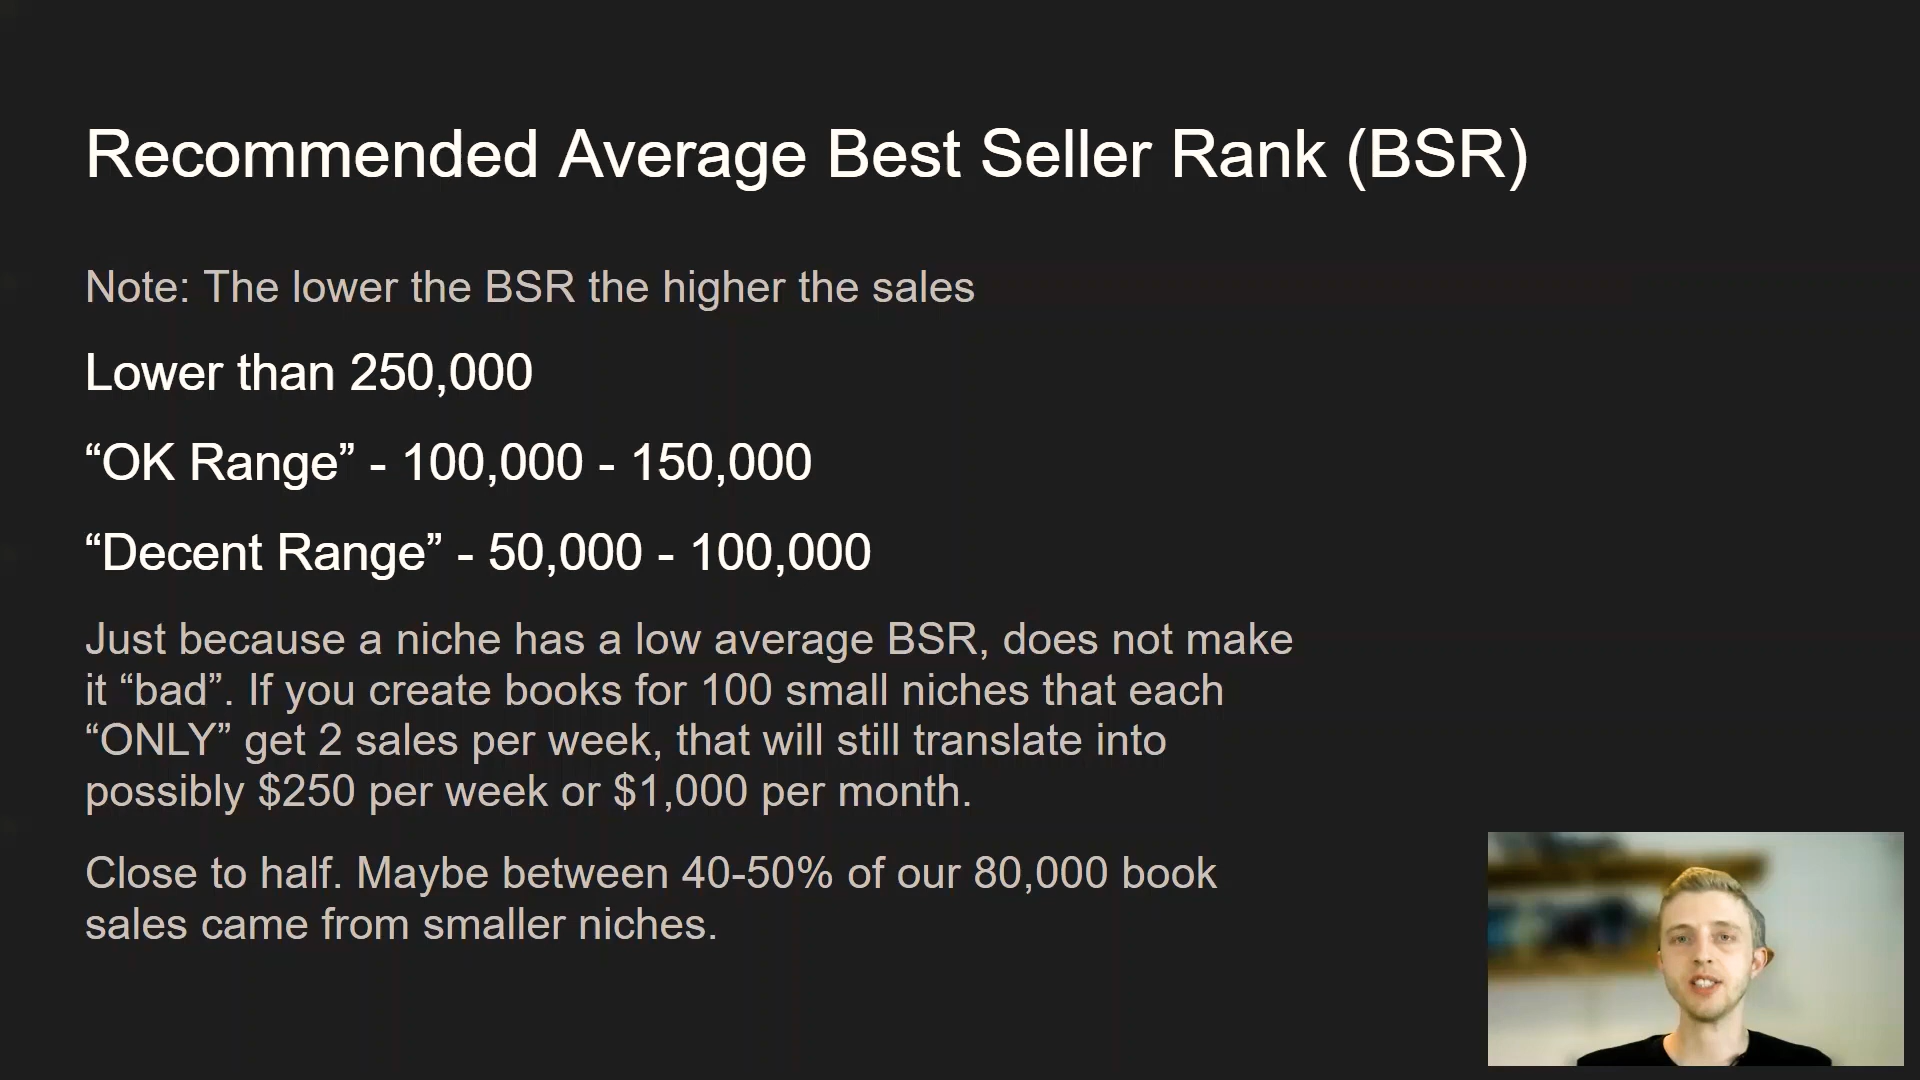 Recommended Average Best Seller Rank (BSR)
Note: The lower the BSR the higher the sales
Lower than 250,000
“OK Range” - 100,000 - 150,000
“Decent Range” - 50,000 - 100,000
Just because a niche has a low average BSR, does not make
it “bad”. If you create books for 100 small niches that each
“ONLY” get 2 sales per week, that will still translate into
possibly $250 per week or $1,000 per month.
Close to half. Maybe between 40-50% of our 80,000 book
sales came from smaller niches.